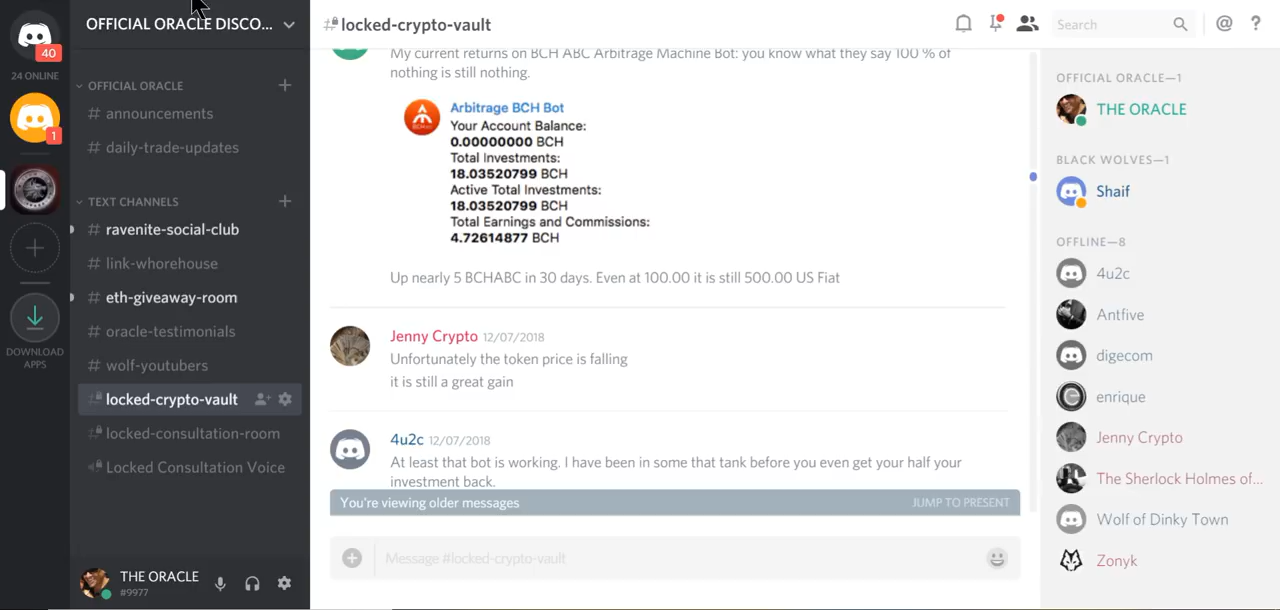 40
24 ONLINE
1
DOWNLOAD
APPS
OFFICIAL ORACLE DISCO...
OFFICIAL ORACLE
# announcements
# daily-trade-updates
TEXT CHANNELS
# ravenite-social-club
# link-whorehouse
# eth-giveaway-room
# oracle-testimonials
# wolf-youtubers
# locked-crypto-vault
# locked-consultation-room
Locked Consultation Voice
THE ORACLE
#9977
# locked-crypto-vault
Search
My current returns on BCH ABC Arbitrage Machine Bot: you know what they say 100 % of
nothing is still nothing.
Arbitrage BCH Bot
Your Account Balance:
0.00000000 BCH
Total Investments:
18.03520799 BCH
Active Total Investments:
18.03520799 BCH
Total Earnings and Commissions:
4.72614877 BCH
Up nearly 5 BCHABC in 30 days. Even at 100.00 it is still 500.00 US Fiat
Jenny Crypto 12/07/2018
Unfortunately the token price is falling
it is still a great gain
4u2c 12/07/2018
At least that bot is working. I have been in some that tank before you even get your half your
investment back.
You're viewing older messages JUMP TO PRESENT
Message #locked-crypto-vault
OFFICIAL ORACLE—1
THE ORACLE
BLACK WOLVES—1
Shaif
OFFLINE—8
4u2c
Antfive
digecom
enrique
Jenny Crypto
The Sherlock Holmes of...
Wolf of Dinky Town
Zonyk